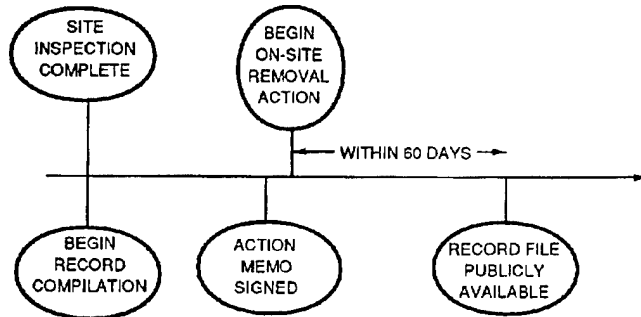 SITE
INSPECTION
COMPLETE
BEGIN
ON-SITE
REMOVAL
ACTION
WITHIN 60 DAYS
BEGIN
RECORD
COMPILATION
ACTION
MEMO
SIGNED
RECORD FILE
PUBLICLY
AVAILABLE